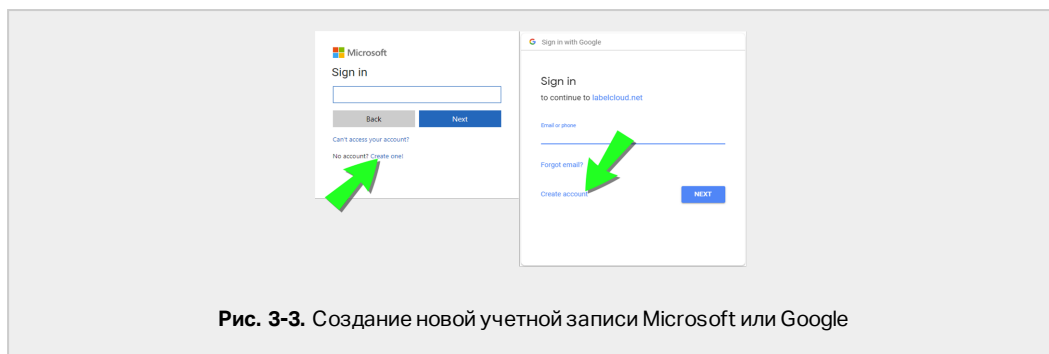 Microsoft
Sign in
Back Next
Can't access your account?
No account? Create one!
Sign in with Google
Sign in
to continue to labelcloud.net
Email or phone
Forgot email?
Create account NEXT
Рис. 3-3. Создание новой учетной записи Microsoft или Google